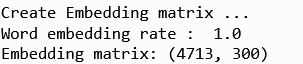 Create Embedding matrix ...
Word embedding rate :  1.0
Embedding matrix: (4713, 300)